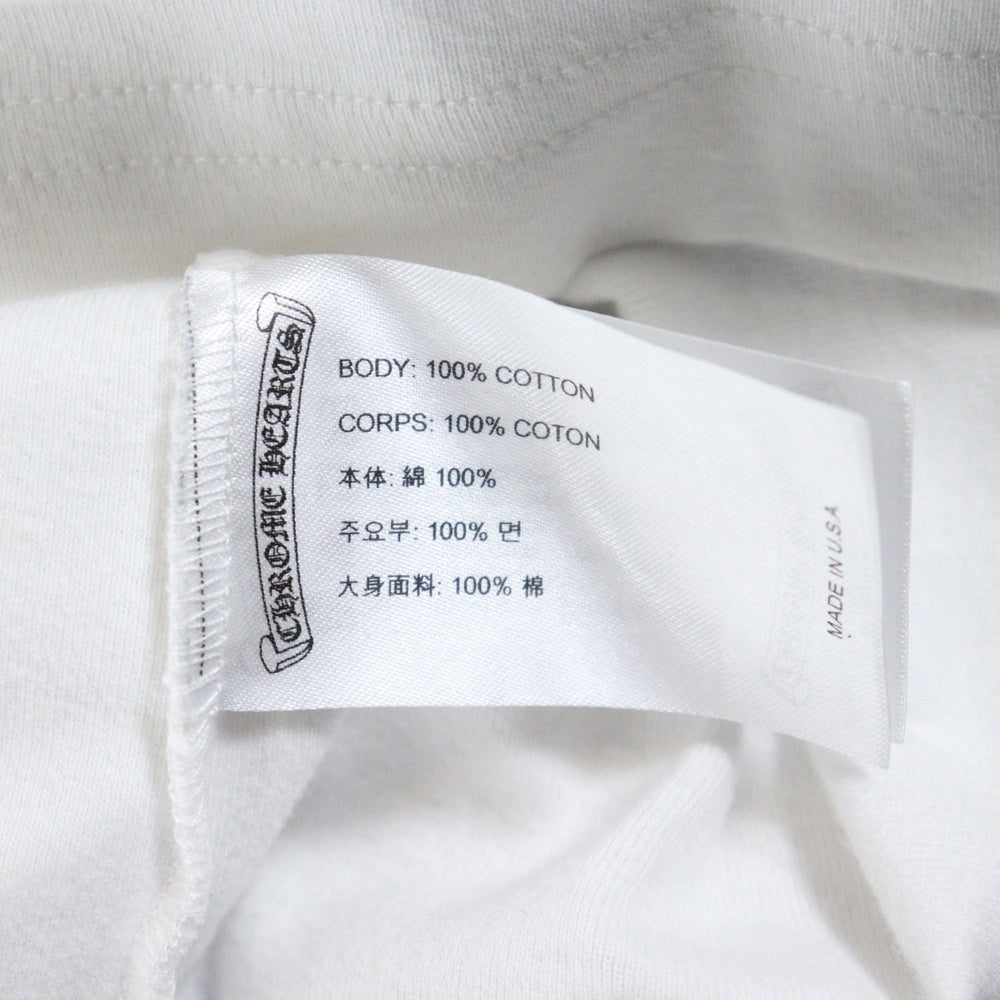 CHROME HEARTS
BODY: 100% COTTON
CORPS: 100% COTON
本体: 綿 100%
주요부: 100% 면
大身面料: 100% 棉
MADE IN U.S.A